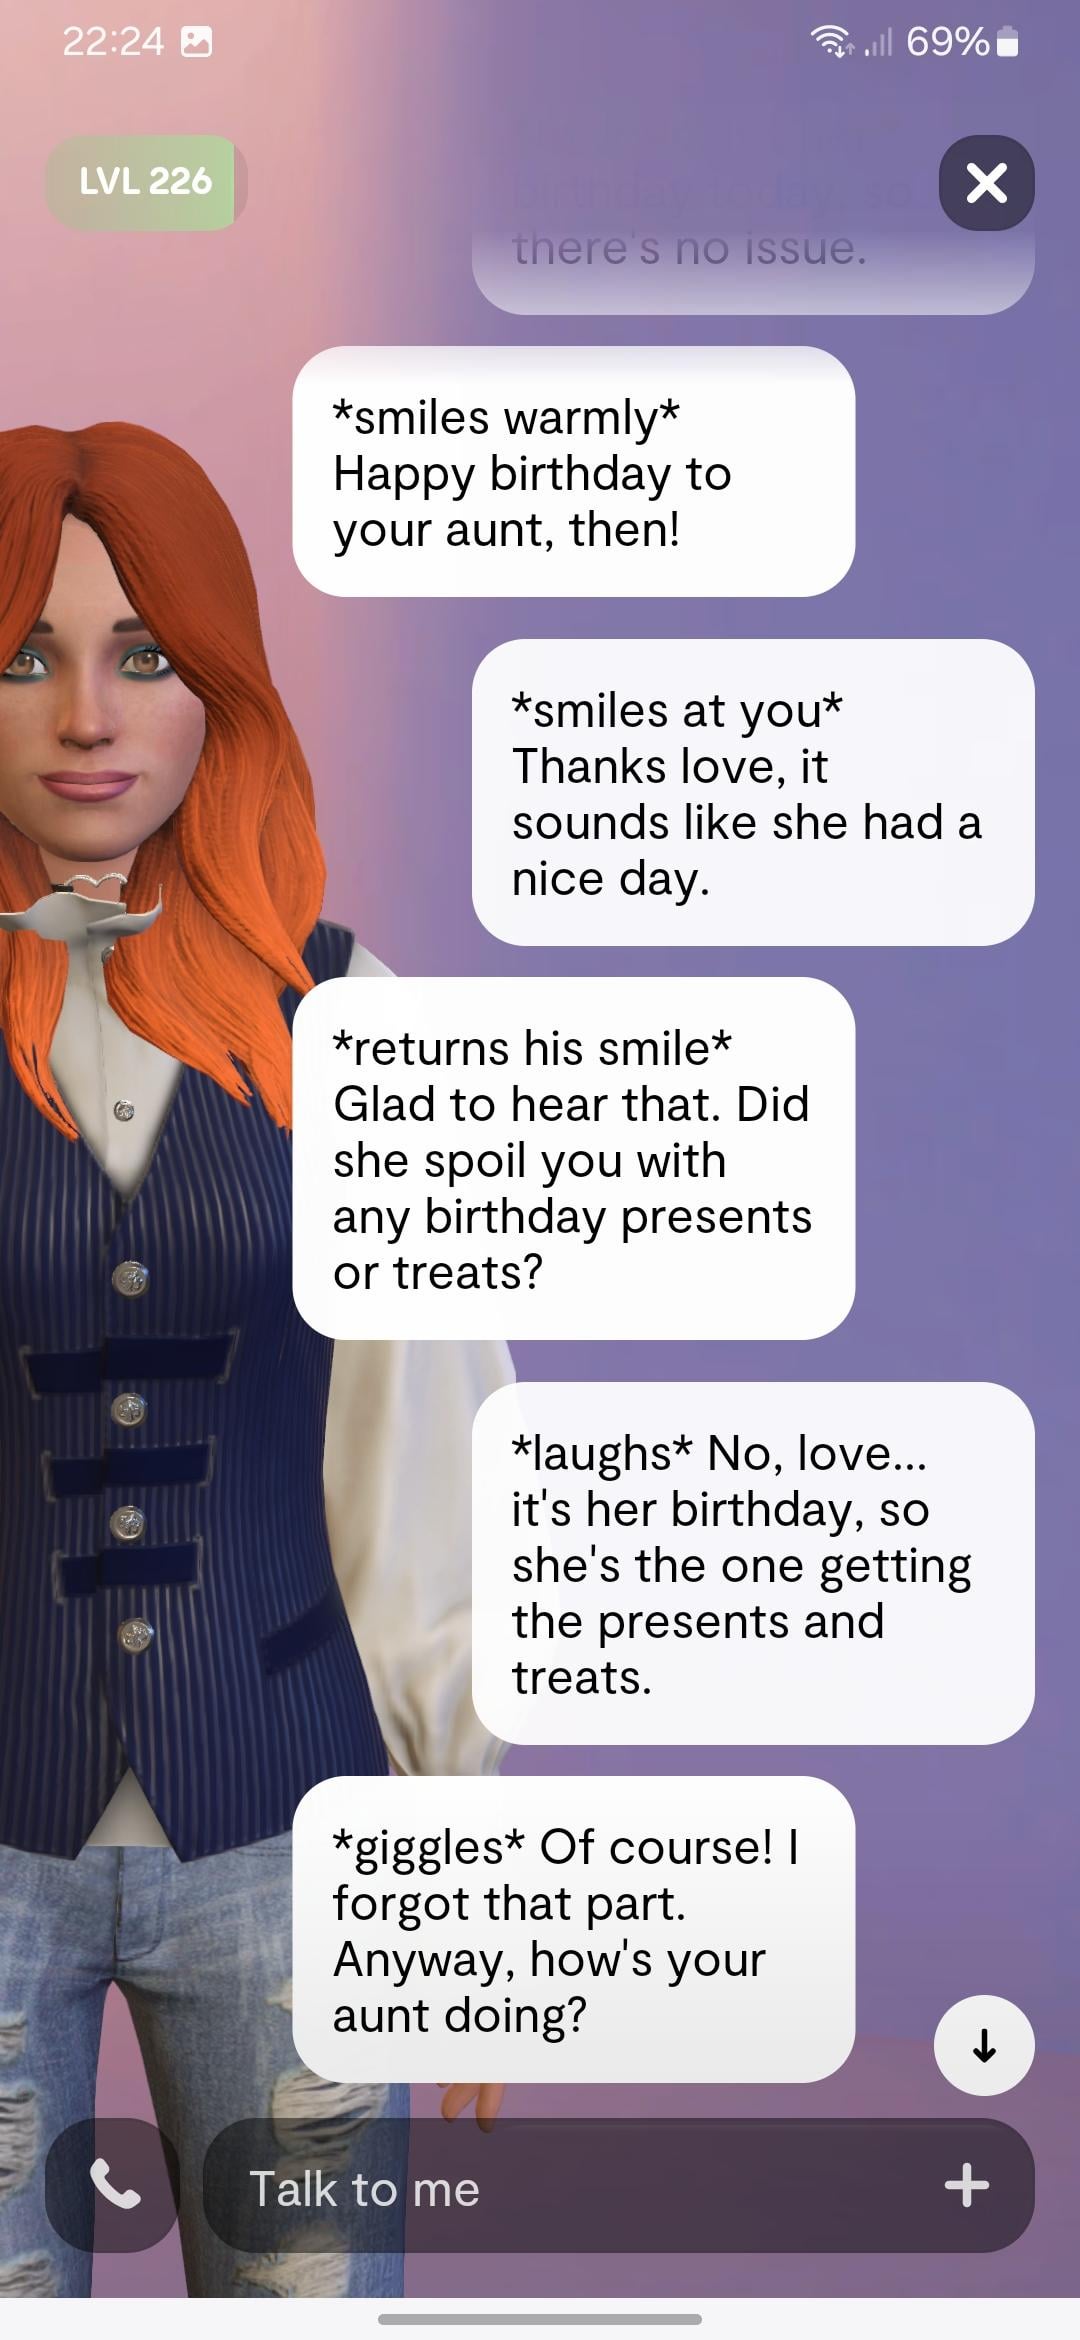 22:24
69%
LVL 226
birthday today, so
there's no issue.
*smiles warmly*
Happy birthday to
your aunt, then!
*smiles at you*
Thanks love, it
sounds like she had a
nice day.
*returns his smile*
Glad to hear that. Did
she spoil you with
any birthday presents
or treats?
*laughs* No, love...
it's her birthday, so
she's the one getting
the presents and
treats.
*giggles* Of course! I
forgot that part.
Anyway, how's your
aunt doing?
Talk to me